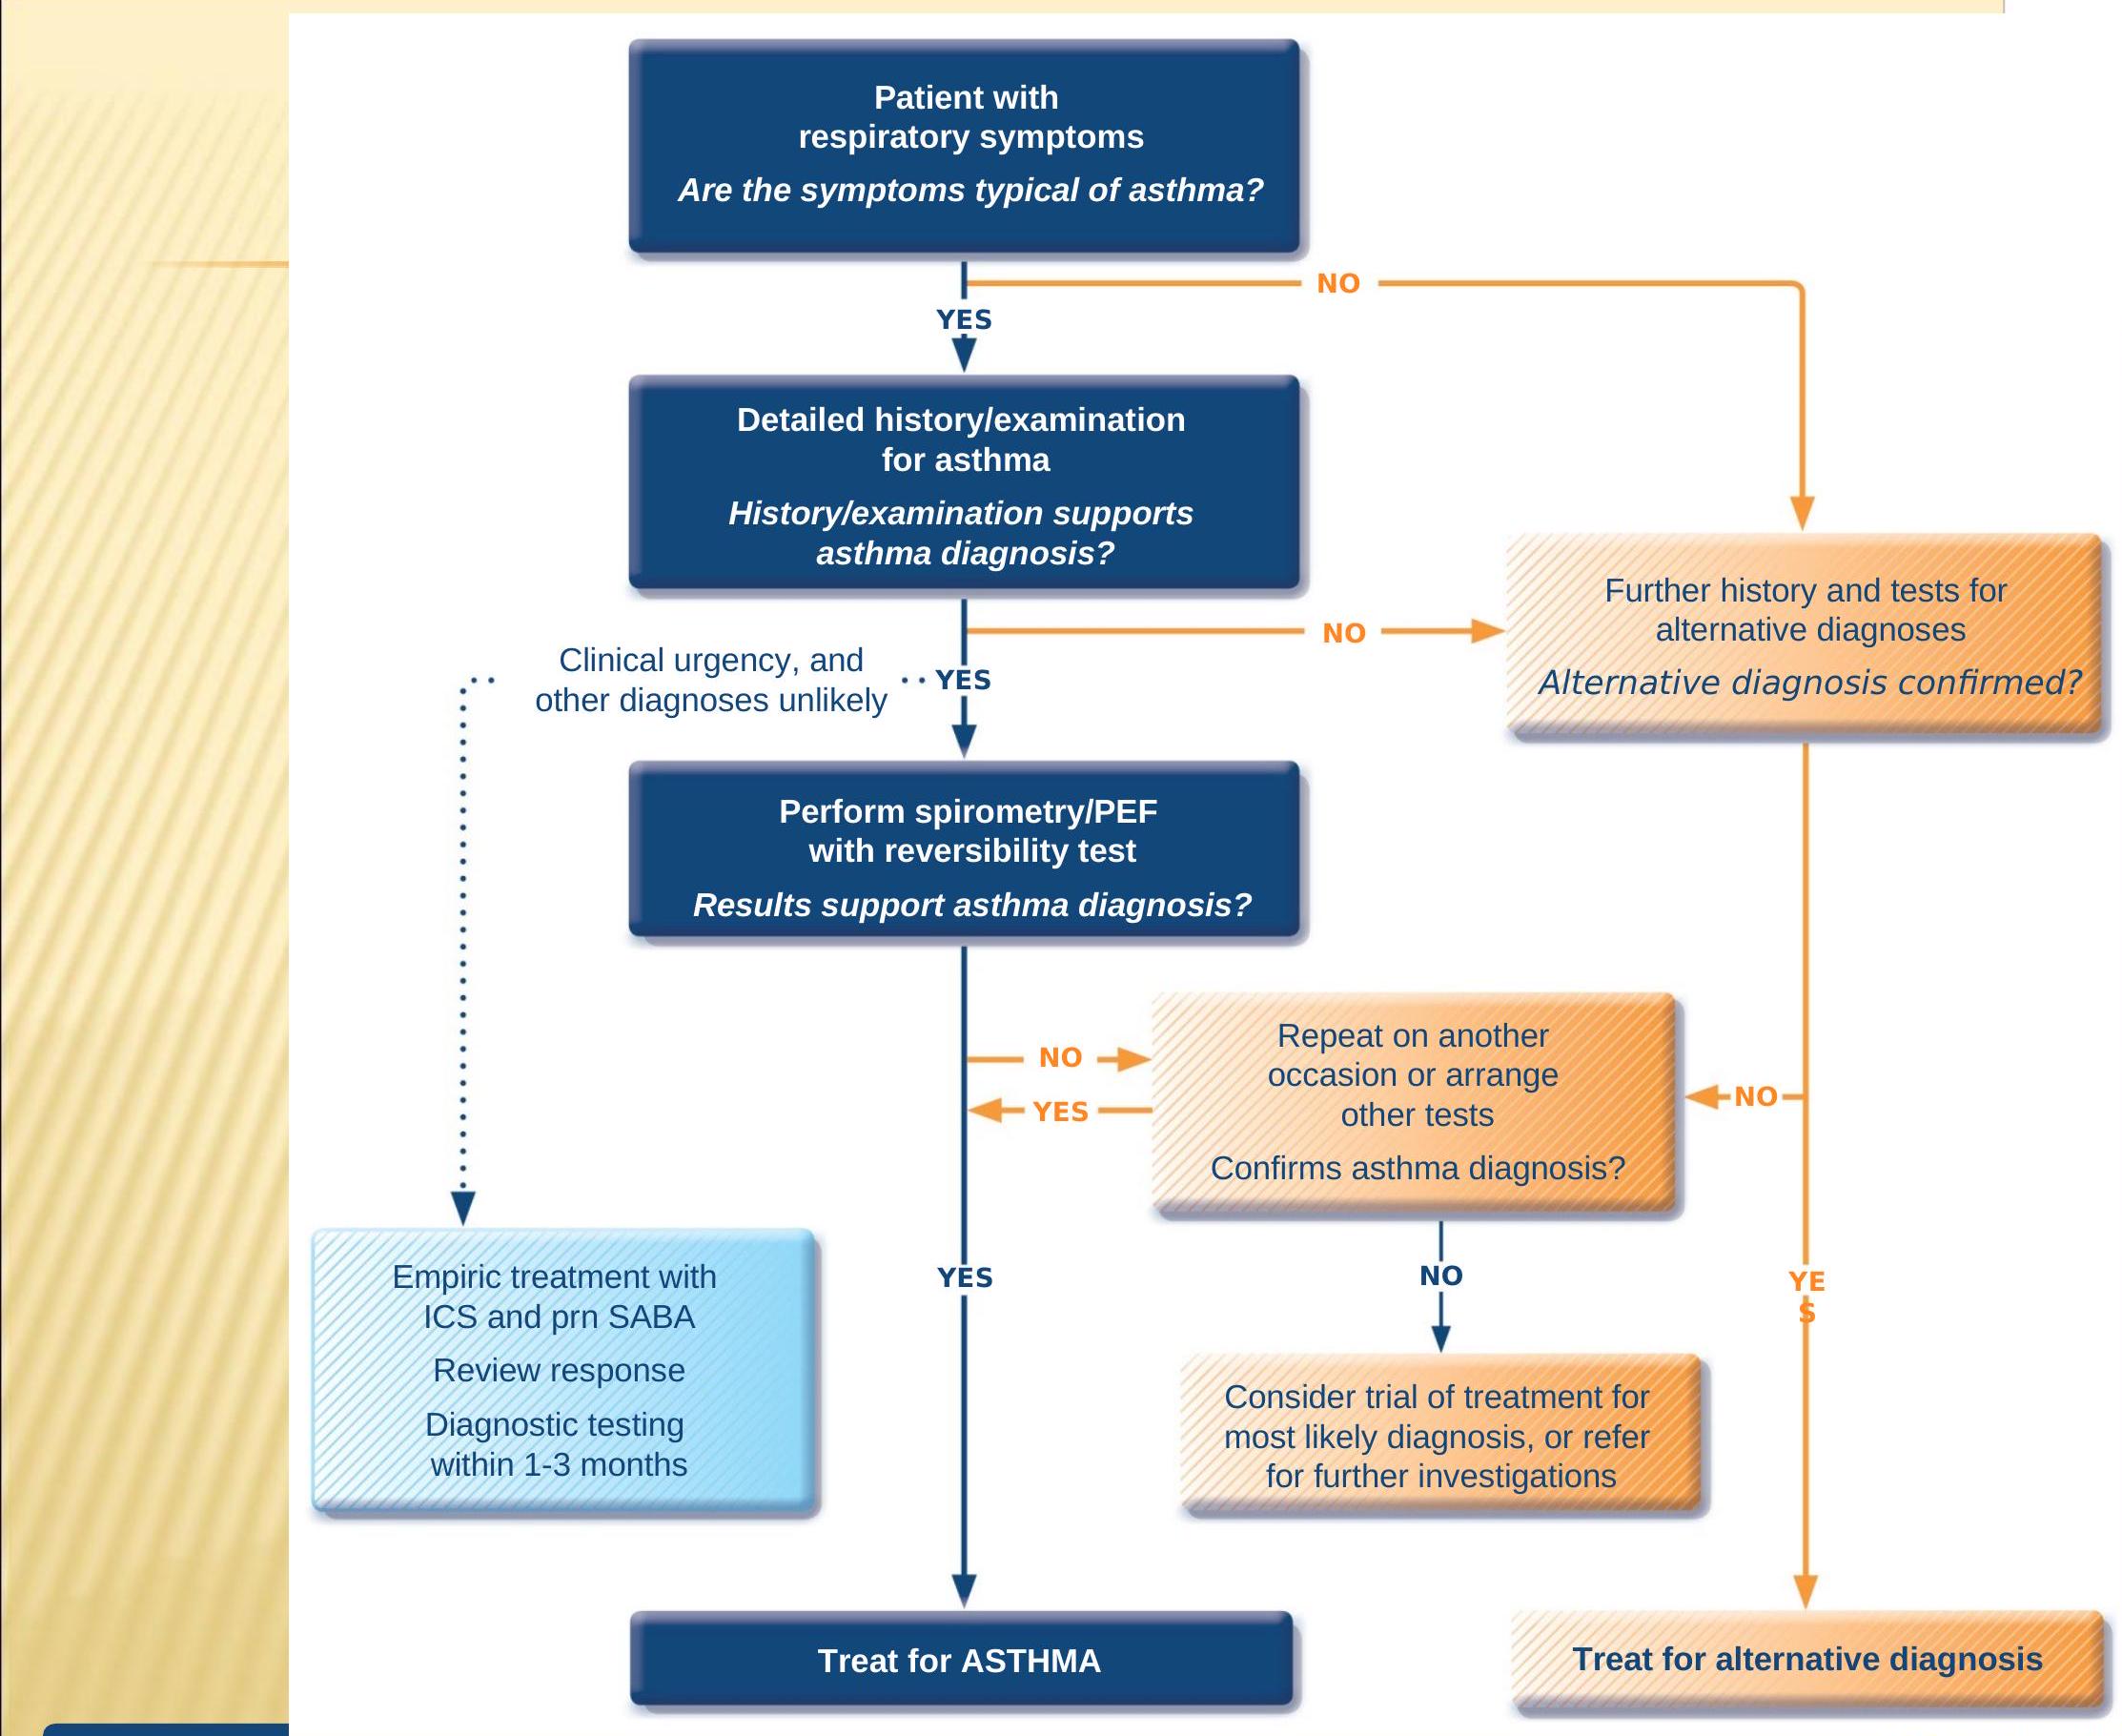 Patient with
respiratory symptoms
Are the symptoms typical of asthma?
NO
YES
Detailed history/examination
for asthma
History/examination supports
asthma diagnosis?
Further history and tests for
alternative diagnoses
Alternative diagnosis confirmed?
NO
Clinical urgency, and
other diagnoses unlikely
YES
Perform spirometry/PEF
with reversibility test
Results support asthma diagnosis?
Repeat on another
occasion or arrange
other tests
Confirms asthma diagnosis?
NO
YES
NO
Empiric treatment with
ICS and prn SABA
Review response
Diagnostic testing
within 1-3 months
YES
NO
YE
S
Consider trial of treatment for
most likely diagnosis, or refer
for further investigations
Treat for ASTHMA
Treat for alternative diagnosis